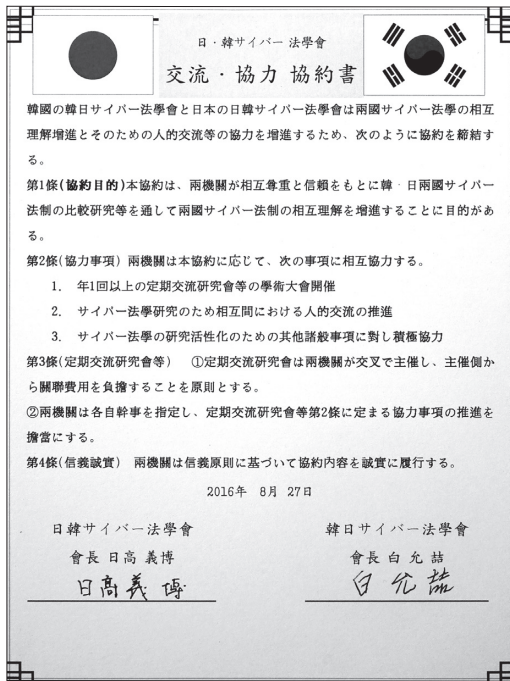 日・韓サイバー 法學會
交流・協力 協約書
韓國の韓日サイバー法學會と日本の日韓サイバー法學會は兩國サイバー法學の相互
理解增進とそのための人的交流等の協力を增進するため、次のように協約を締結す
る。
第1條(協約目的)本協約は、兩機關が相互尊重と信賴をもとに韓・日兩國サイバー
法制の比較研究等を通して兩國サイバー法制の相互理解を增進することに目的があ
る。
第2條(協力事項) 兩機關は本協約に応じて、次の事項に相互協力する。
1. 年1回以上の定期交流研究會等の學術大會開催
2. サイバー法學研究のため相互間における人的交流の推進
3. サイバー法學の研究活性化のための其他諸般事項に對し積極協力
第3條(定期交流研究會等) ①定期交流研究會は兩機關が交叉で主催し、主催側か
ら關聯費用を負擔することを原則とする。
②兩機關は各自幹事を指定し、定期交流研究會等第2條に定まる協力事項の推進を
擔當にする。
第4條(信義誠實) 兩機關は信義原則に基づいて協約內容を誠實に履行する。
2016年 8月 27日
日韓サイバー法學會
會長 日高 義博
日高義博
韓日サイバー法學會
會長 白 允 喆
白允喆